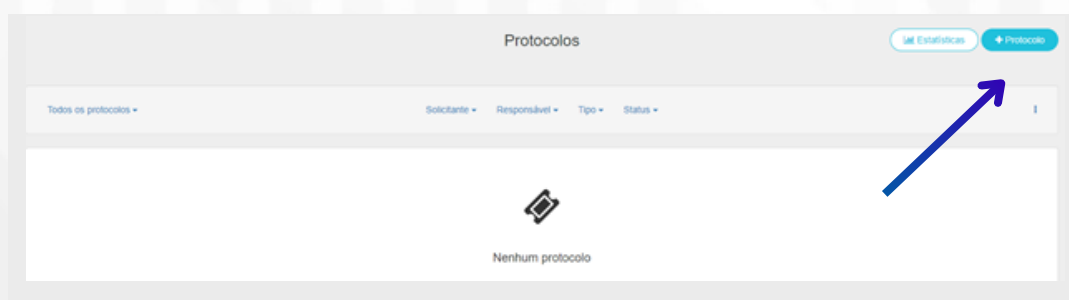 Protocolos
Estatísticas
+ Protocolo
Todos os protocolos
Solicitante
Responsável
Tipo
Status
Nenhum protocolo